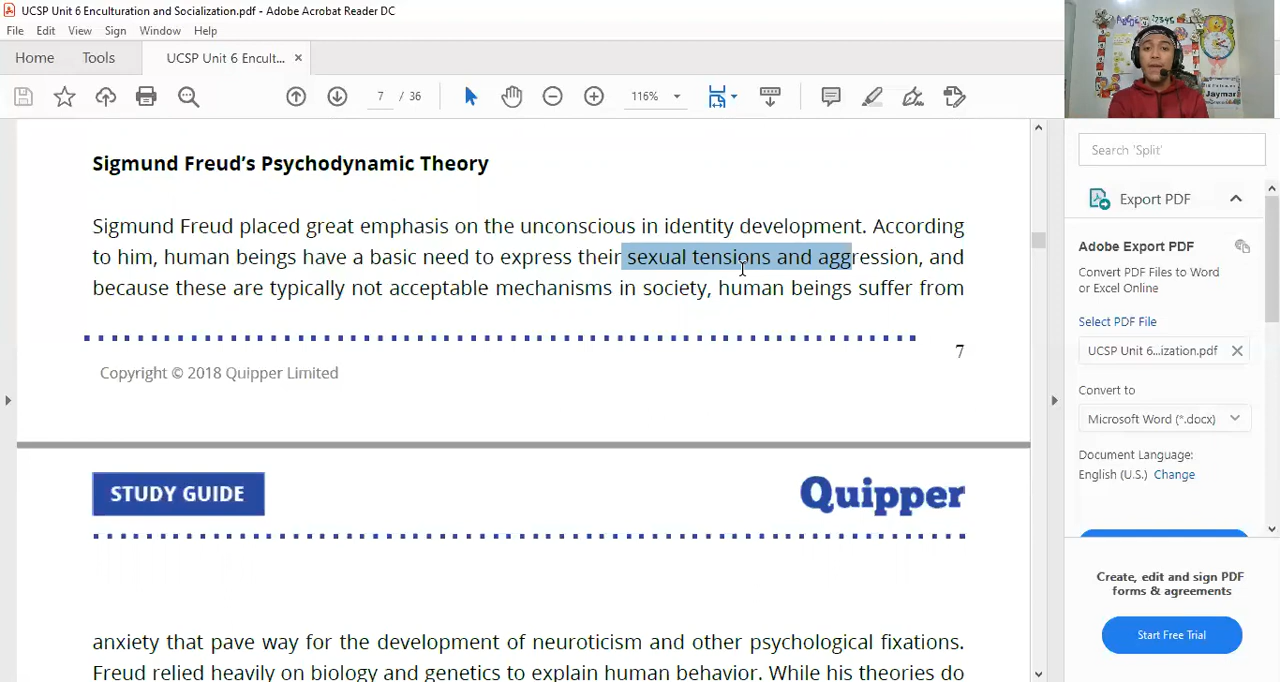 UCSP Unit 6 Enculturation and Socialization.pdf - Adobe Acrobat Reader DC
File Edit View Sign Window Help
Home Tools UCSP Unit 6 Encult... ×
7 / 36 116%
Search 'Split'
Export PDF
Adobe Export PDF
Convert PDF Files to Word
or Excel Online
Select PDF File
UCSP Unit 6...ization.pdf
Convert to
Microsoft Word (*.docx)
Document Language:
English (U.S.) Change
Create, edit and sign PDF
forms & agreements
Start Free Trial
Sigmund Freud’s Psychodynamic Theory
Sigmund Freud placed great emphasis on the unconscious in identity development. According
to him, human beings have a basic need to express their sexual tensions and aggression, and
because these are typically not acceptable mechanisms in society, human beings suffer from
7
Copyright © 2018 Quipper Limited
STUDY GUIDE
Quipper
anxiety that pave way for the development of neuroticism and other psychological fixations.
Freud relied heavily on biology and genetics to explain human behavior. While his theories do
Jaymar